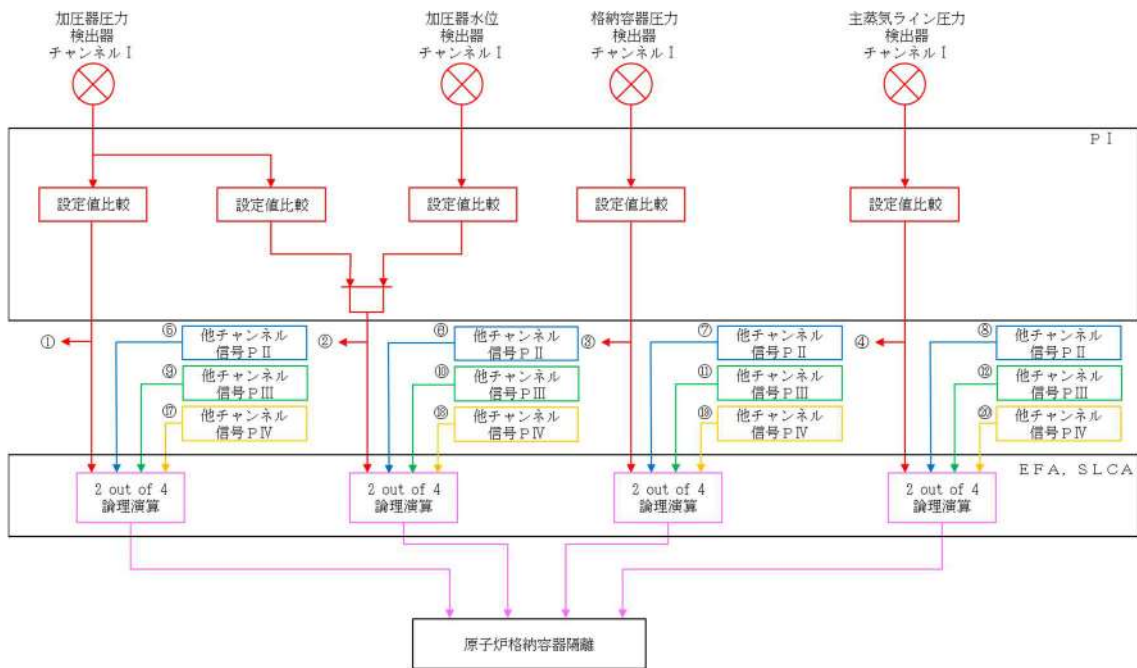 加圧器圧力
検出器
チャンネルⅠ
加圧器水位
検出器
チャンネルⅠ
格納容器圧力
検出器
チャンネルⅠ
主蒸気ライン圧力
検出器
チャンネルⅠ
ＰⅠ
設定値比較
設定値比較
設定値比較
設定値比較
設定値比較
①
⑤
他チャンネル
信号ＰⅡ
⑨
他チャンネル
信号ＰⅢ
⑰
他チャンネル
信号ＰⅣ
②
⑥
他チャンネル
信号ＰⅡ
⑩
他チャンネル
信号ＰⅢ
⑱
他チャンネル
信号ＰⅣ
③
⑦
他チャンネル
信号ＰⅡ
⑪
他チャンネル
信号ＰⅢ
⑲
他チャンネル
信号ＰⅣ
④
⑧
他チャンネル
信号ＰⅡ
⑫
他チャンネル
信号ＰⅢ
⑳
他チャンネル
信号ＰⅣ
ＥＦＡ，ＳＬＣＡ
2 out of 4
論理演算
2 out of 4
論理演算
2 out of 4
論理演算
2 out of 4
論理演算
原子炉格納容器隔離